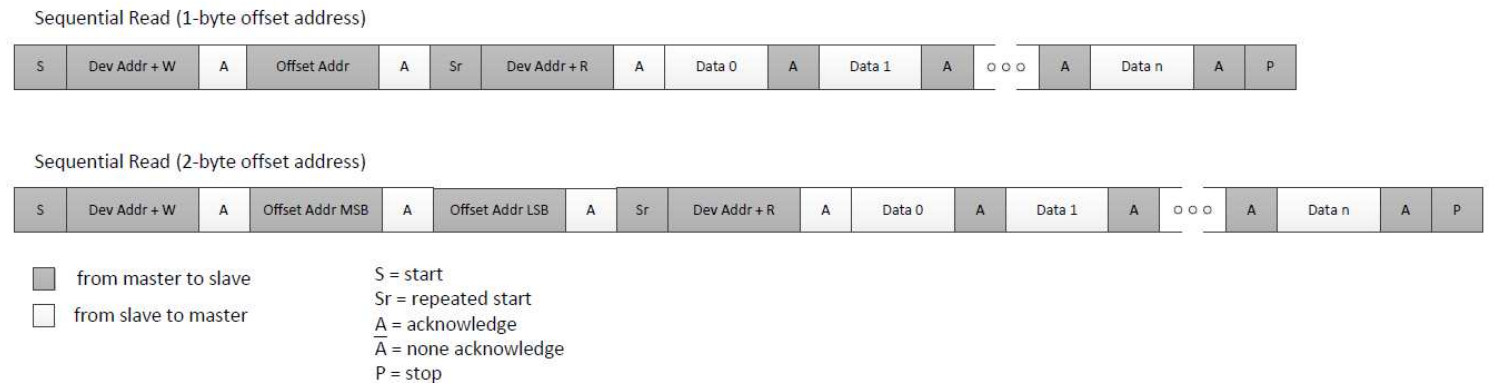 Sequential Read (1-byte offset address)
S Dev Addr + W A Offset Addr A Sr Dev Addr + R A Data 0 A Data 1 A o o o A Data n A P
Sequential Read (2-byte offset address)
S Dev Addr + W A Offset Addr MSB A Offset Addr LSB A Sr Dev Addr + R A Data 0 A Data 1 A o o o A Data n A P
from master to slave
from slave to master
S = start
Sr = repeated start
A = acknowledge
A̅ = none acknowledge
P = stop